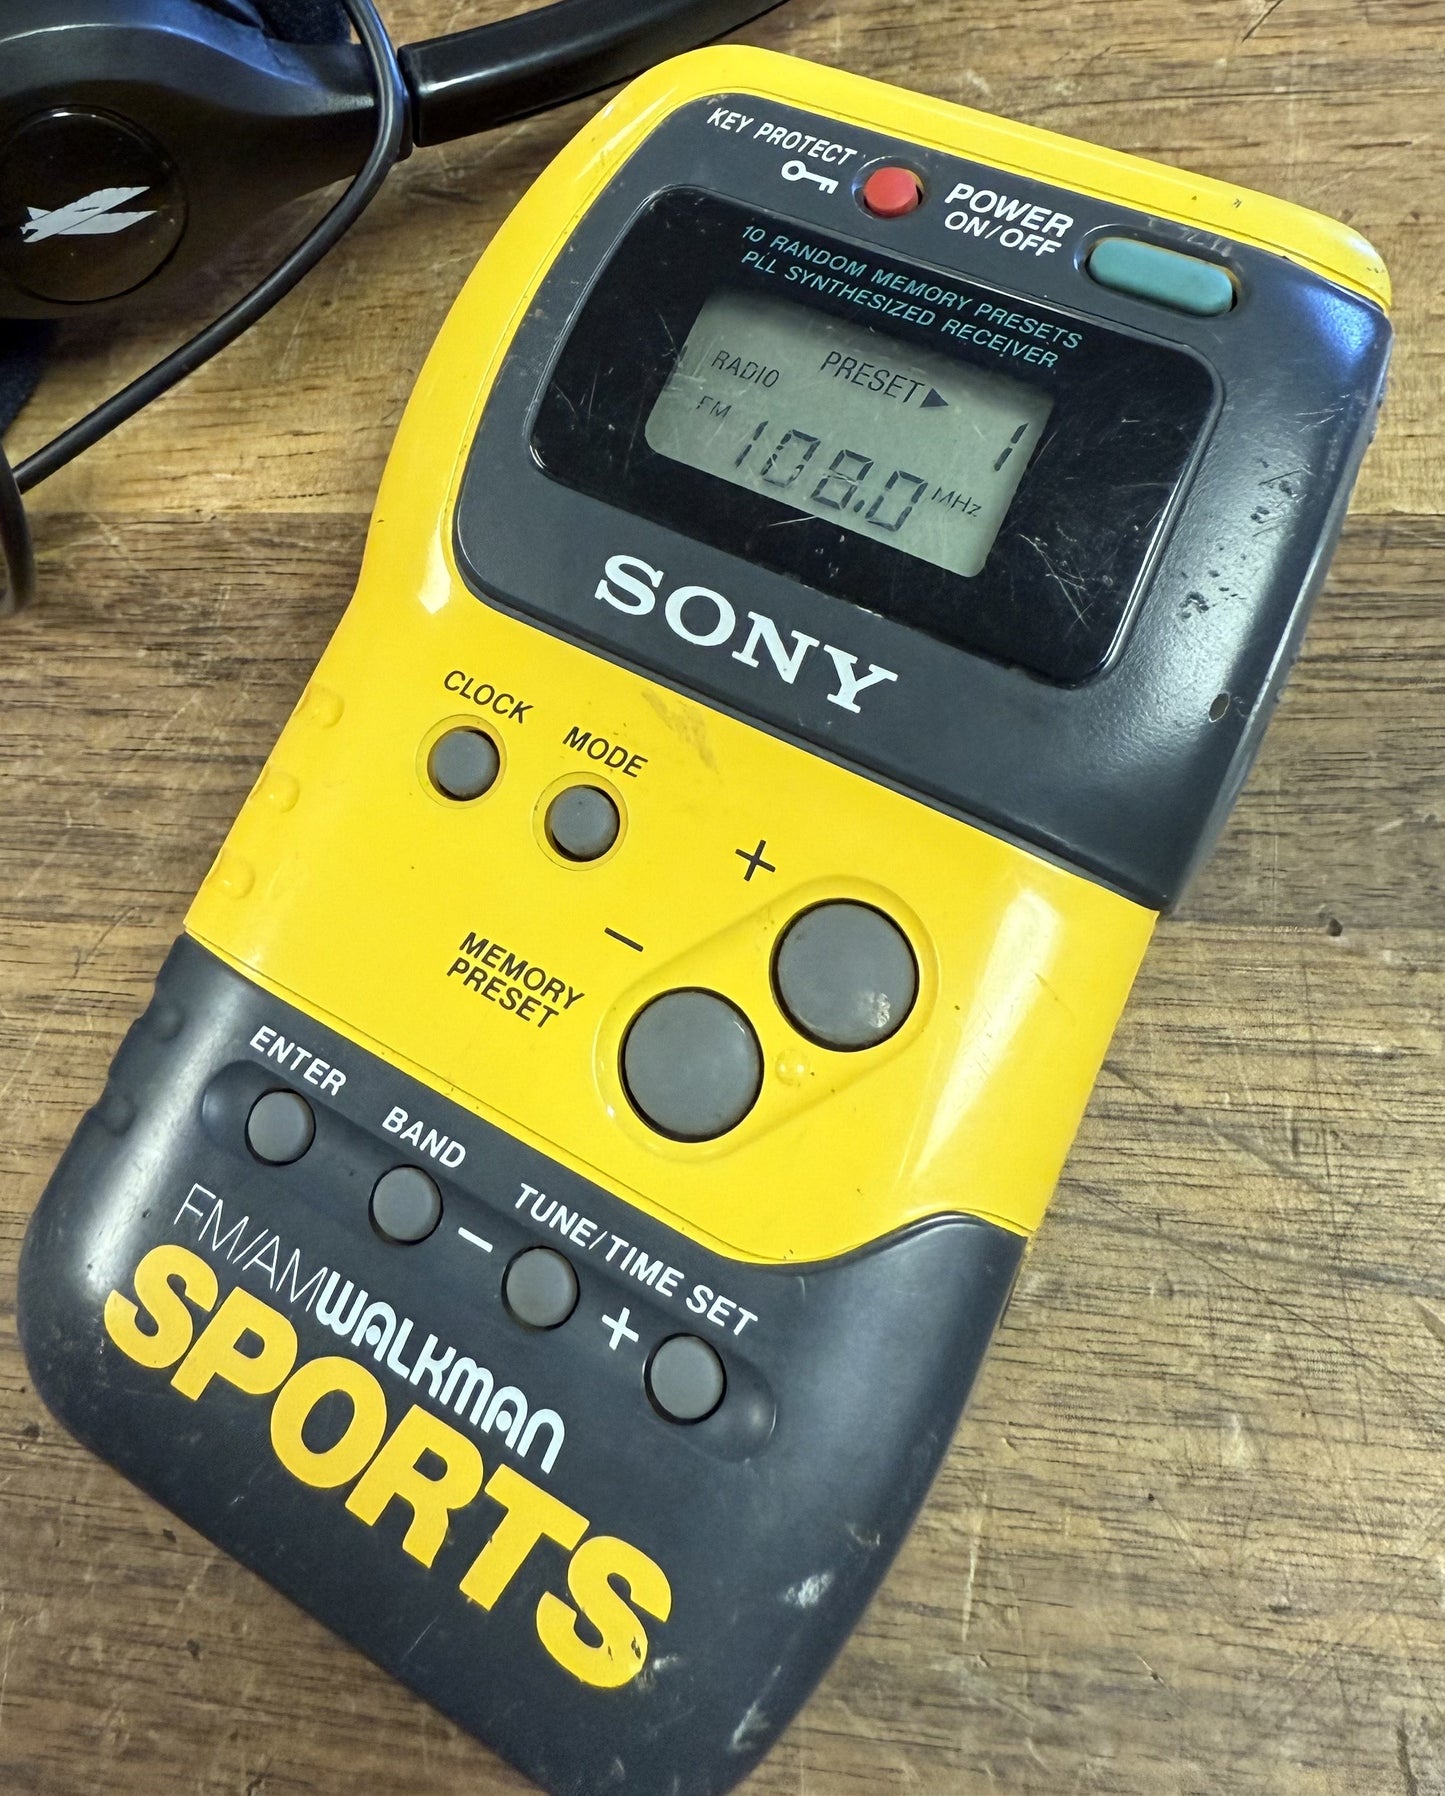 KEY PROTECT
POWER
ON/OFF
10 RANDOM MEMORY PRESETS
PLL SYNTHESIZED RECEIVER
RADIO PRESET▶
FM 108.0 MHz 1
SONY
CLOCK
MODE
+
−
MEMORY
PRESET
ENTER
BAND
− TUNE/TIME SET +
FM/AM WALKMAN
SPORTS